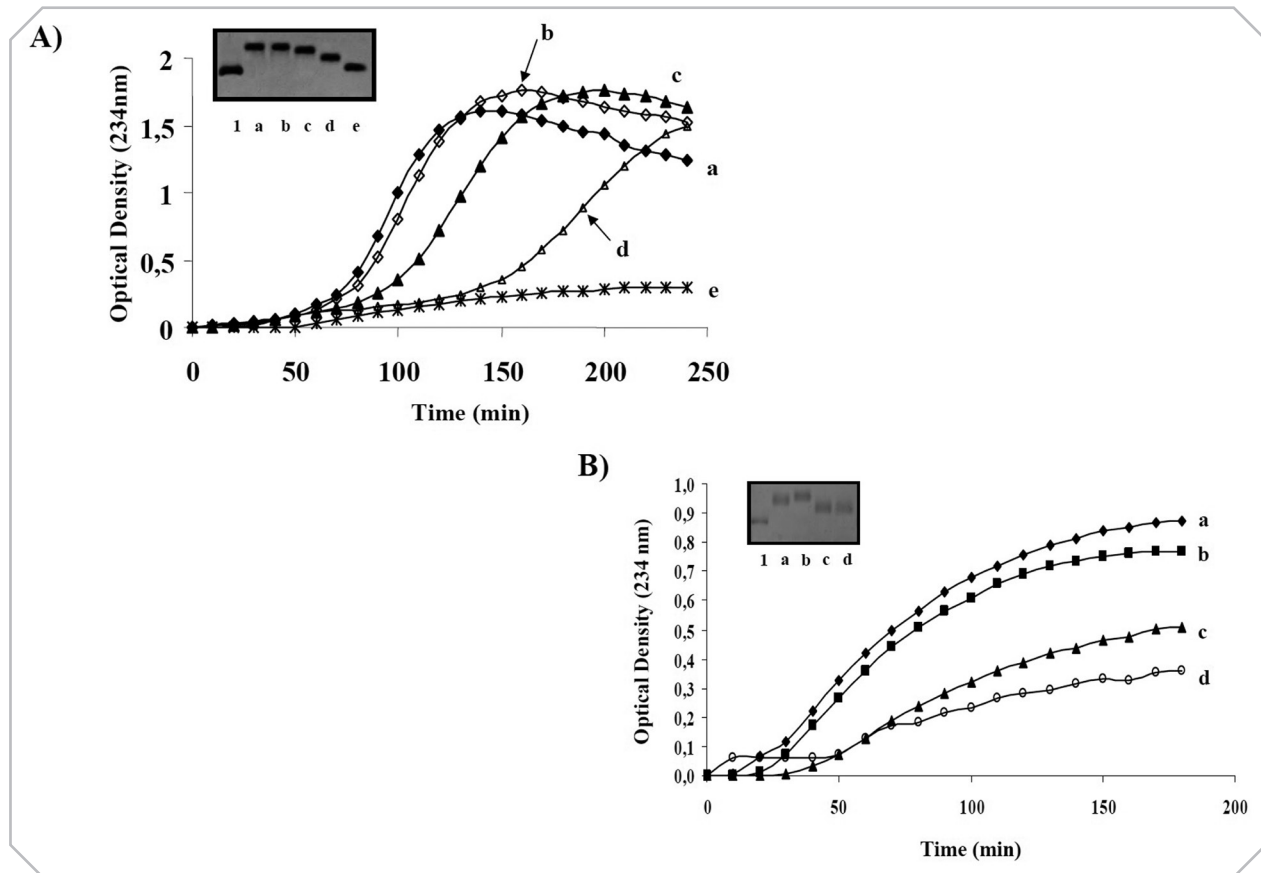 A)
b
2
c
1 a b c d e
1,5
a
1
d
0,5
e
0
0 50 100 150 200 250
Optical Density (234nm)
Time (min)
B)
1,0
0,9
a
0,8
b
1 a b c d
0,7
0,6
0,5
c
0,4
d
0,3
0,2
0,1
0,0
0 50 100 150 200
Optical Density (234 nm)
Time (min)